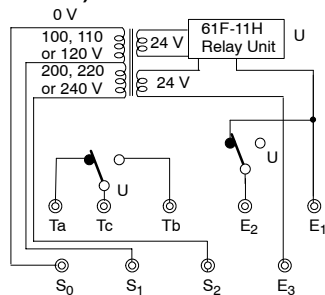 0 V
100, 110
or 120 V
200, 220
or 240 V
24 V
24 V
61F-11H
Relay Unit
U
U
U
Ta
Tc
Tb
E2
E1
S0
S1
S2
E3